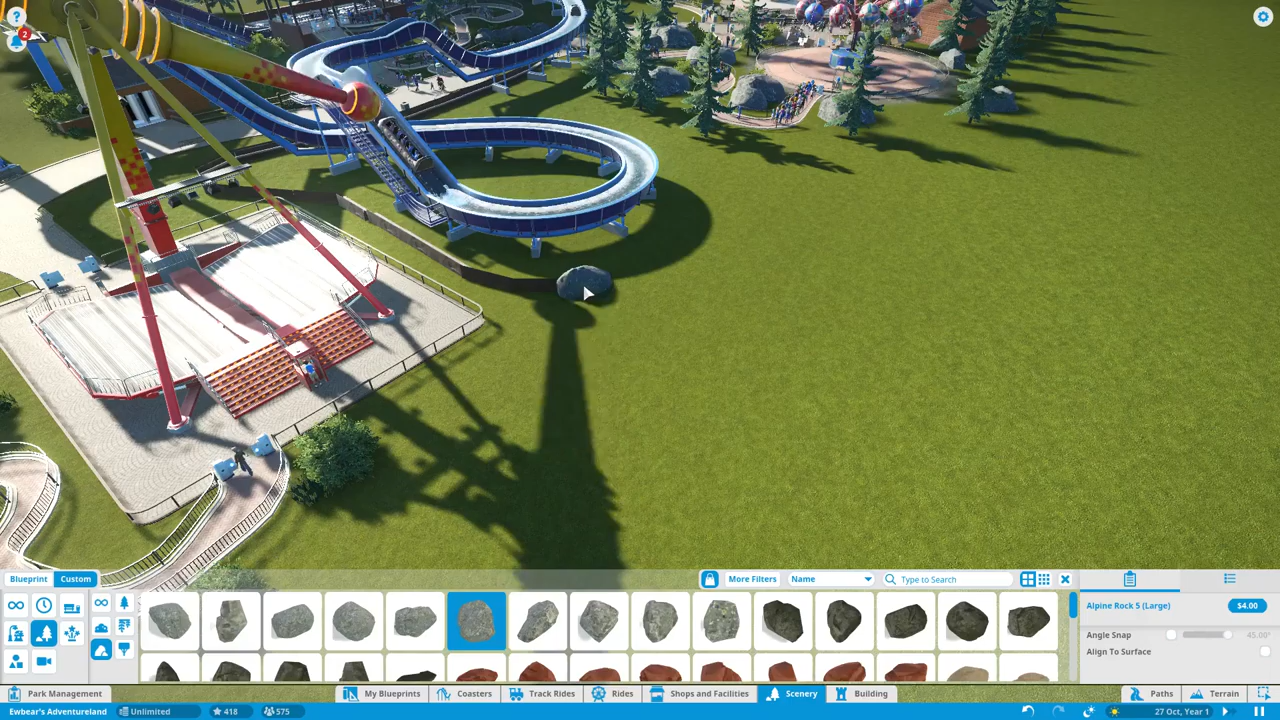 ?
2
Blueprint
Custom
More Filters
Name
Type to Search
Alpine Rock 5 (Large)
$4.00
Angle Snap
45.00°
Align To Surface
Park Management
My Blueprints
Coasters
Track Rides
Rides
Shops and Facilities
Scenery
Building
Paths
Terrain
Ewbear's Adventureland
Unlimited
418
575
27 Oct, Year 1